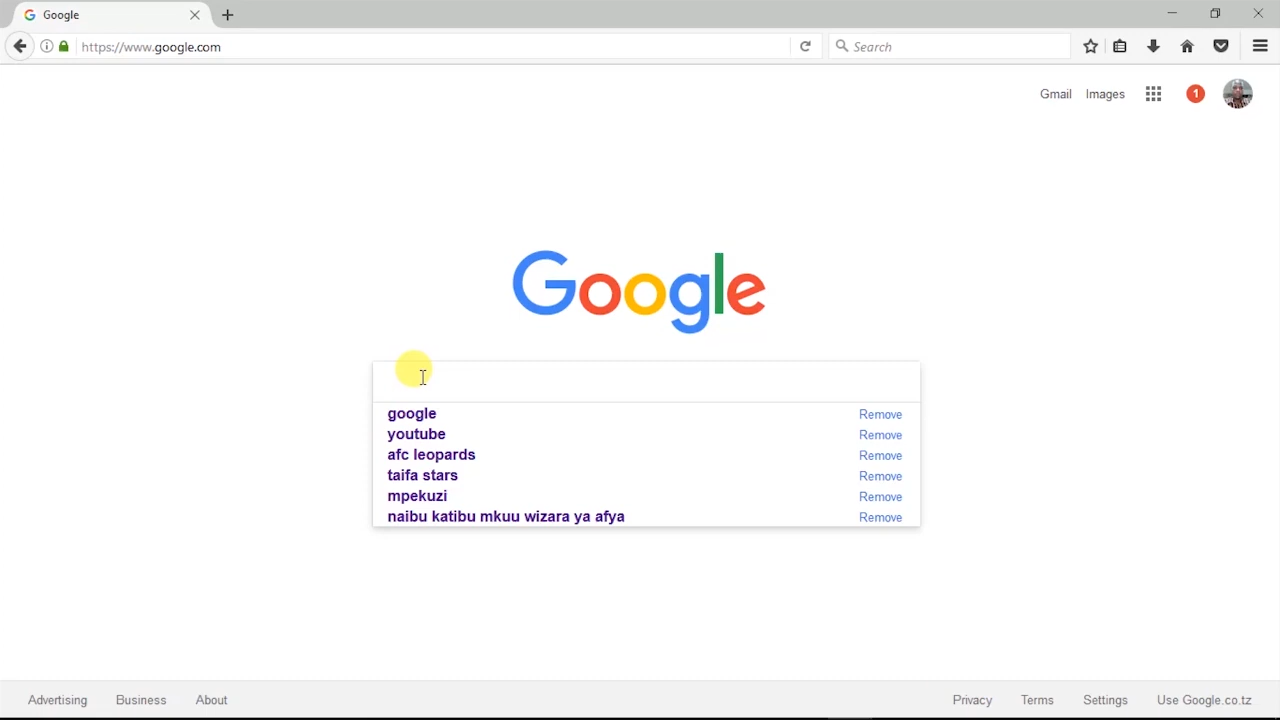 Google
https://www.google.com
Search
Gmail Images 1
Google
google Remove
youtube Remove
afc leopards Remove
taifa stars Remove
mpekuzi Remove
naibu katibu mkuu wizara ya afya Remove
Advertising Business About Privacy Terms Settings Use Google.co.tz